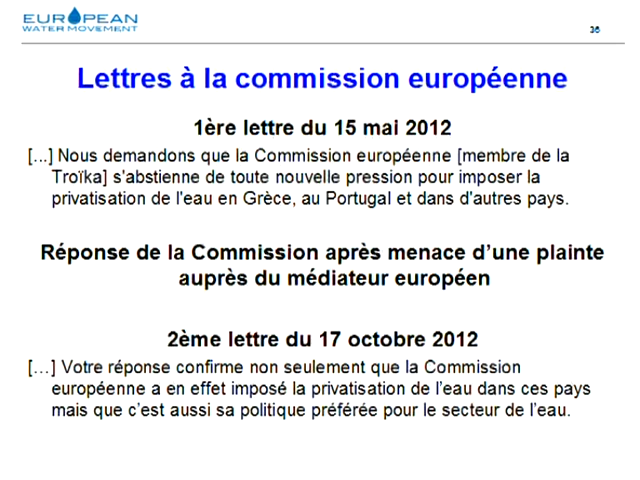 EUROPEAN
WATER MOVEMENT
36
Lettres à la commission européenne
1ère lettre du 15 mai 2012
[...] Nous demandons que la Commission européenne [membre de la
Troïka] s'abstienne de toute nouvelle pression pour imposer la
privatisation de l'eau en Grèce, au Portugal et dans d'autres pays.
Réponse de la Commission après menace d’une plainte
auprès du médiateur européen
2ème lettre du 17 octobre 2012
[…] Votre réponse confirme non seulement que la Commission
européenne a en effet imposé la privatisation de l’eau dans ces pays
mais que c’est aussi sa politique préférée pour le secteur de l’eau.